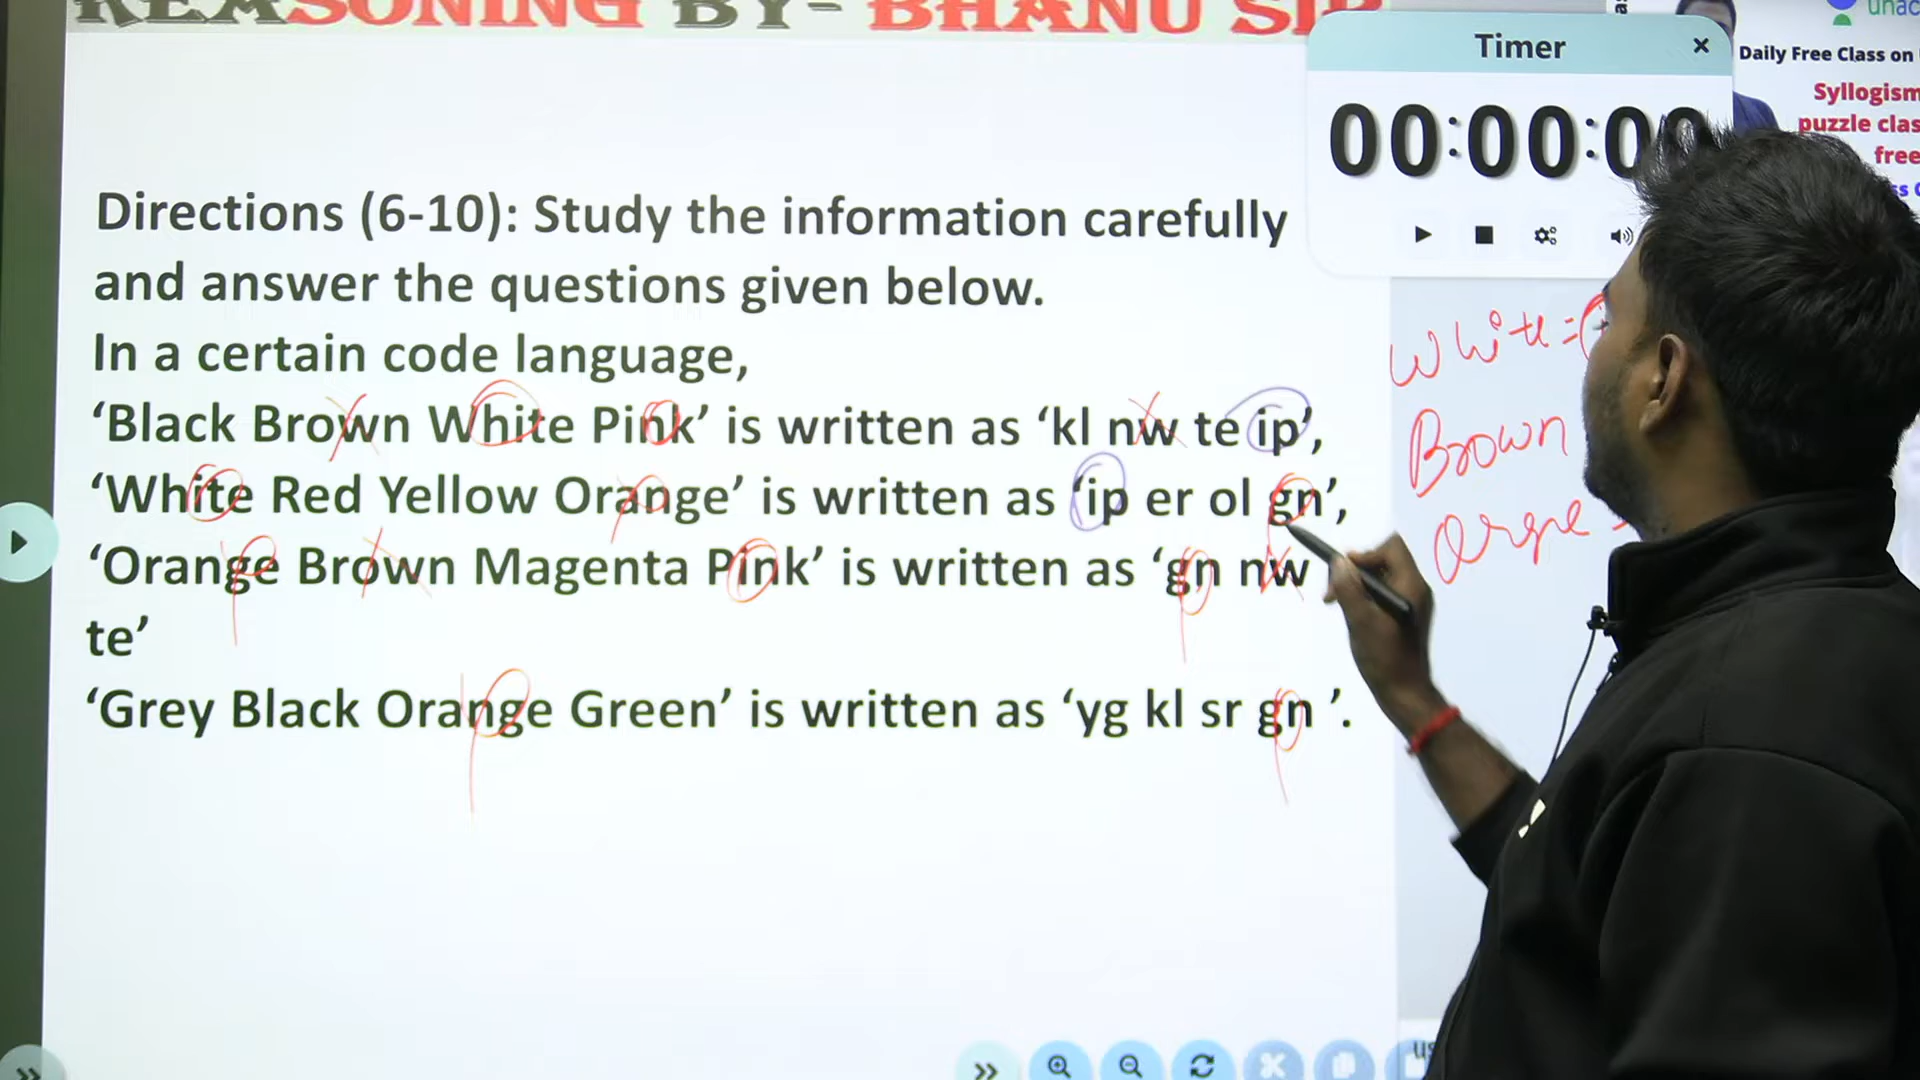 REASONING BY- BHANU SIR
Timer
00:00:0
unac
Daily Free Class on
Syllogism
puzzle clas
free
Directions (6-10): Study the information carefully
and answer the questions given below.
In a certain code language,
‘Black Brown White Pink’ is written as ‘kl nw te ip’,
‘White Red Yellow Orange’ is written as ‘ip er ol gn’,
‘Orange Brown Magenta Pink’ is written as ‘gn nw
te’
‘Grey Black Orange Green’ is written as ‘yg kl sr gn ’.
White =
Brown